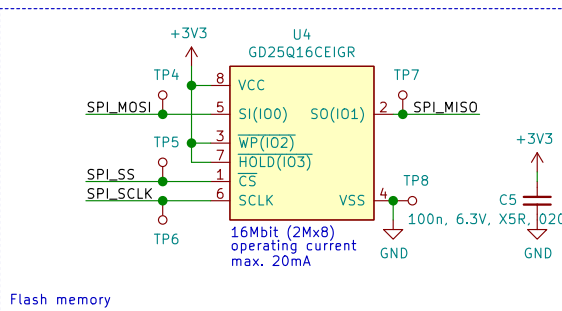 U4
GD25Q16CEIGR
+3V3
TP4
8
VCC
TP7
SPI_MOSI
5
SI(IO0)
SO(IO1)
2
SPI_MISO
TP5
3
WP(IO2)
7
HOLD(IO3)
+3V3
SPI_SS
1
CS
TP8
SPI_SCLK
6
SCLK
VSS
4
C5
100n, 6.3V, X5R, 020
TP6
16Mbit (2Mx8)
operating current
max. 20mA
GND
GND
Flash memory